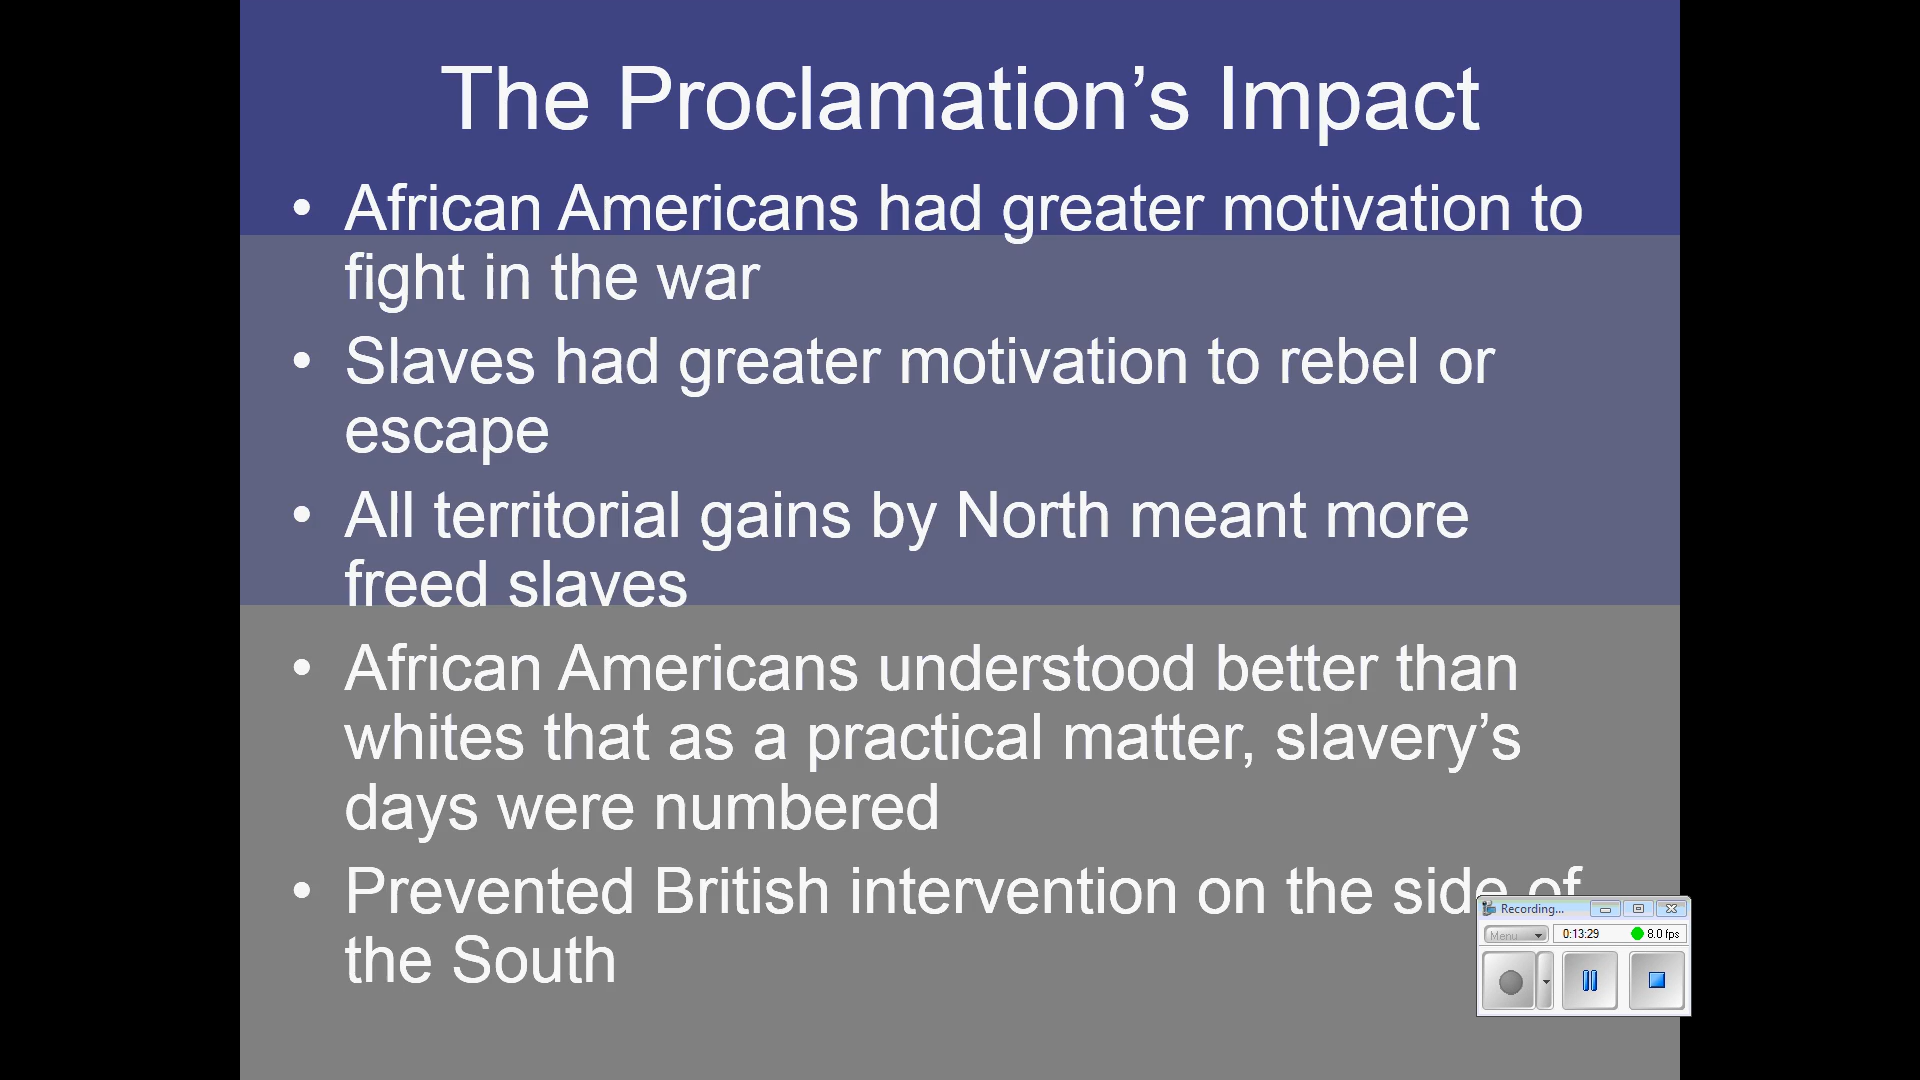 The Proclamation’s Impact
• African Americans had greater motivation to
fight in the war
• Slaves had greater motivation to rebel or
escape
• All territorial gains by North meant more
freed slaves
• African Americans understood better than
whites that as a practical matter, slavery’s
days were numbered
• Prevented British intervention on the side of
the South
Recording...
Menu 0:13:29 8.0 fps